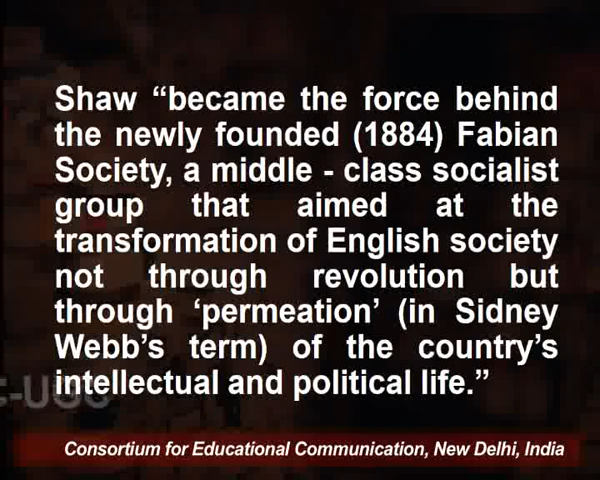 Shaw “became the force behind
the newly founded (1884) Fabian
Society, a middle - class socialist
group that aimed at the
transformation of English society
not through revolution but
through ‘permeation’ (in Sidney
Webb’s term) of the country’s
intellectual and political life.”
Consortium for Educational Communication, New Delhi, India